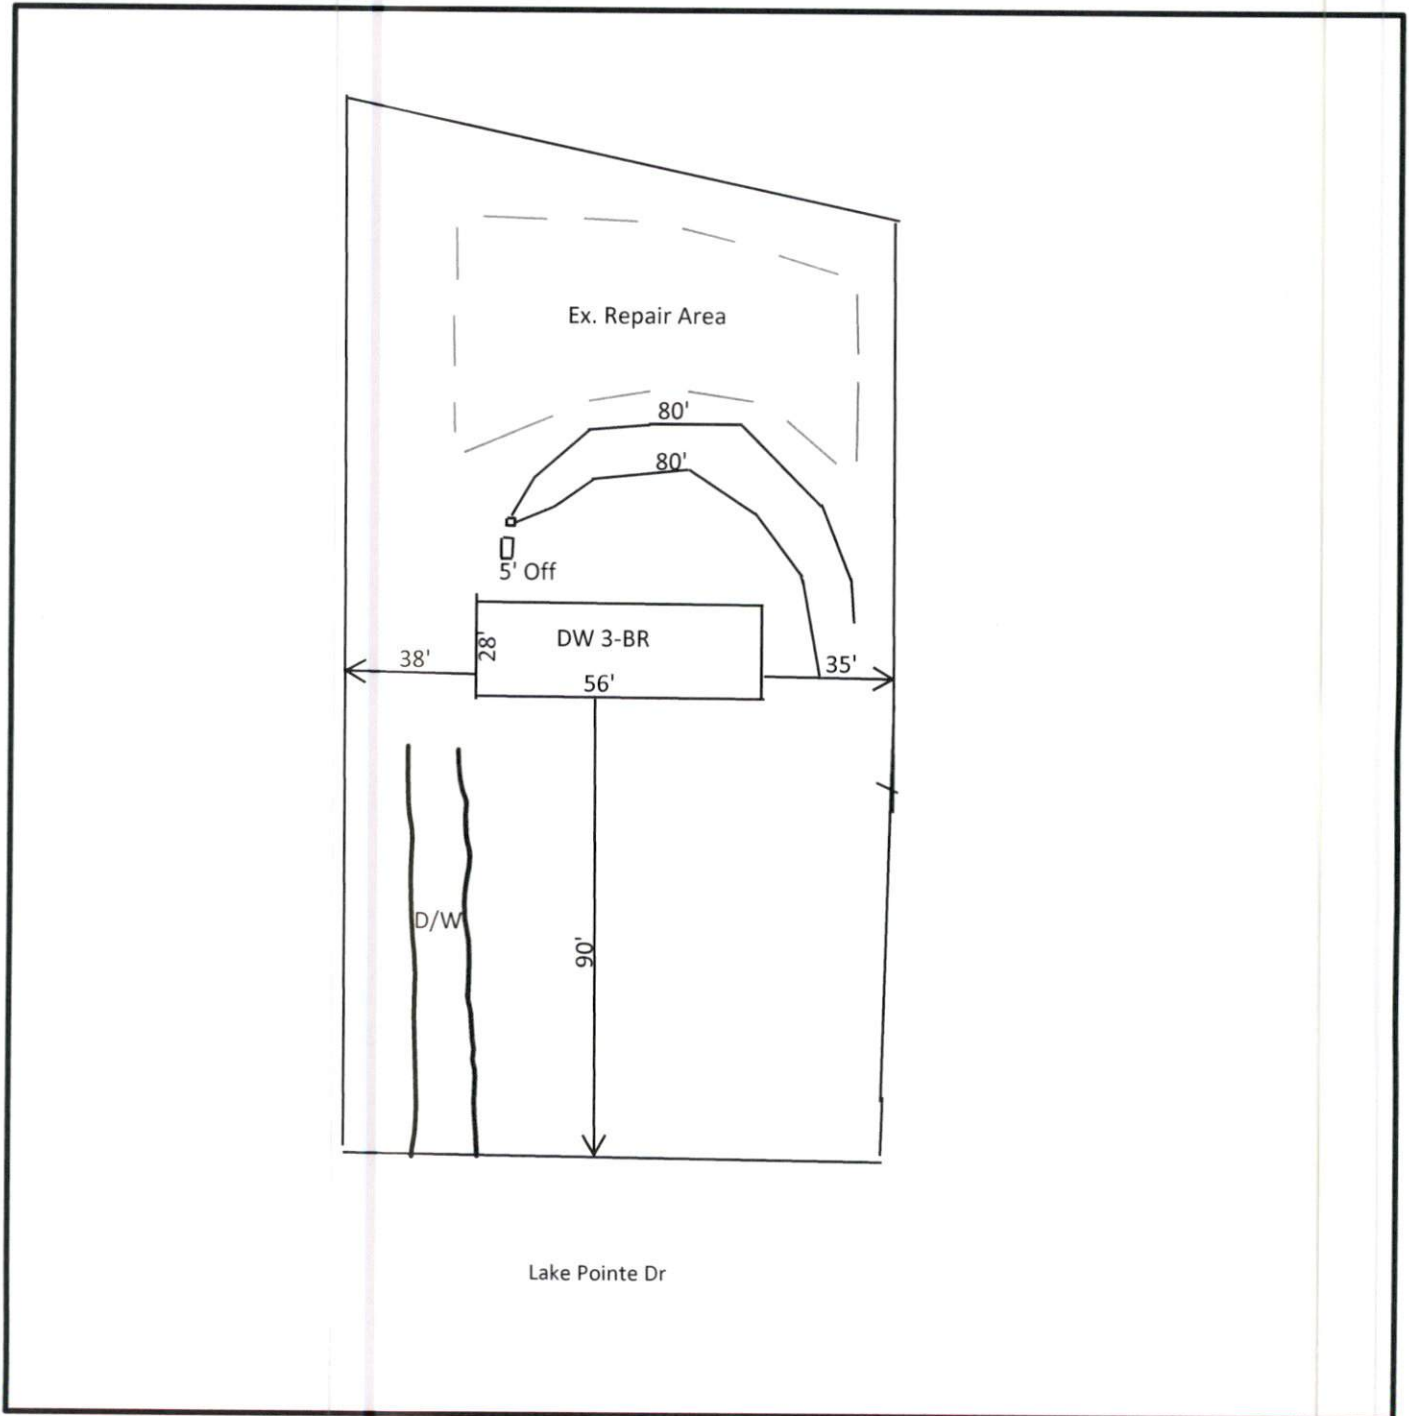 Ex. Repair Area
80'
80'
5' Off
28'
DW 3-BR
38'
35'
56'
D/W
90'
Lake Pointe Dr